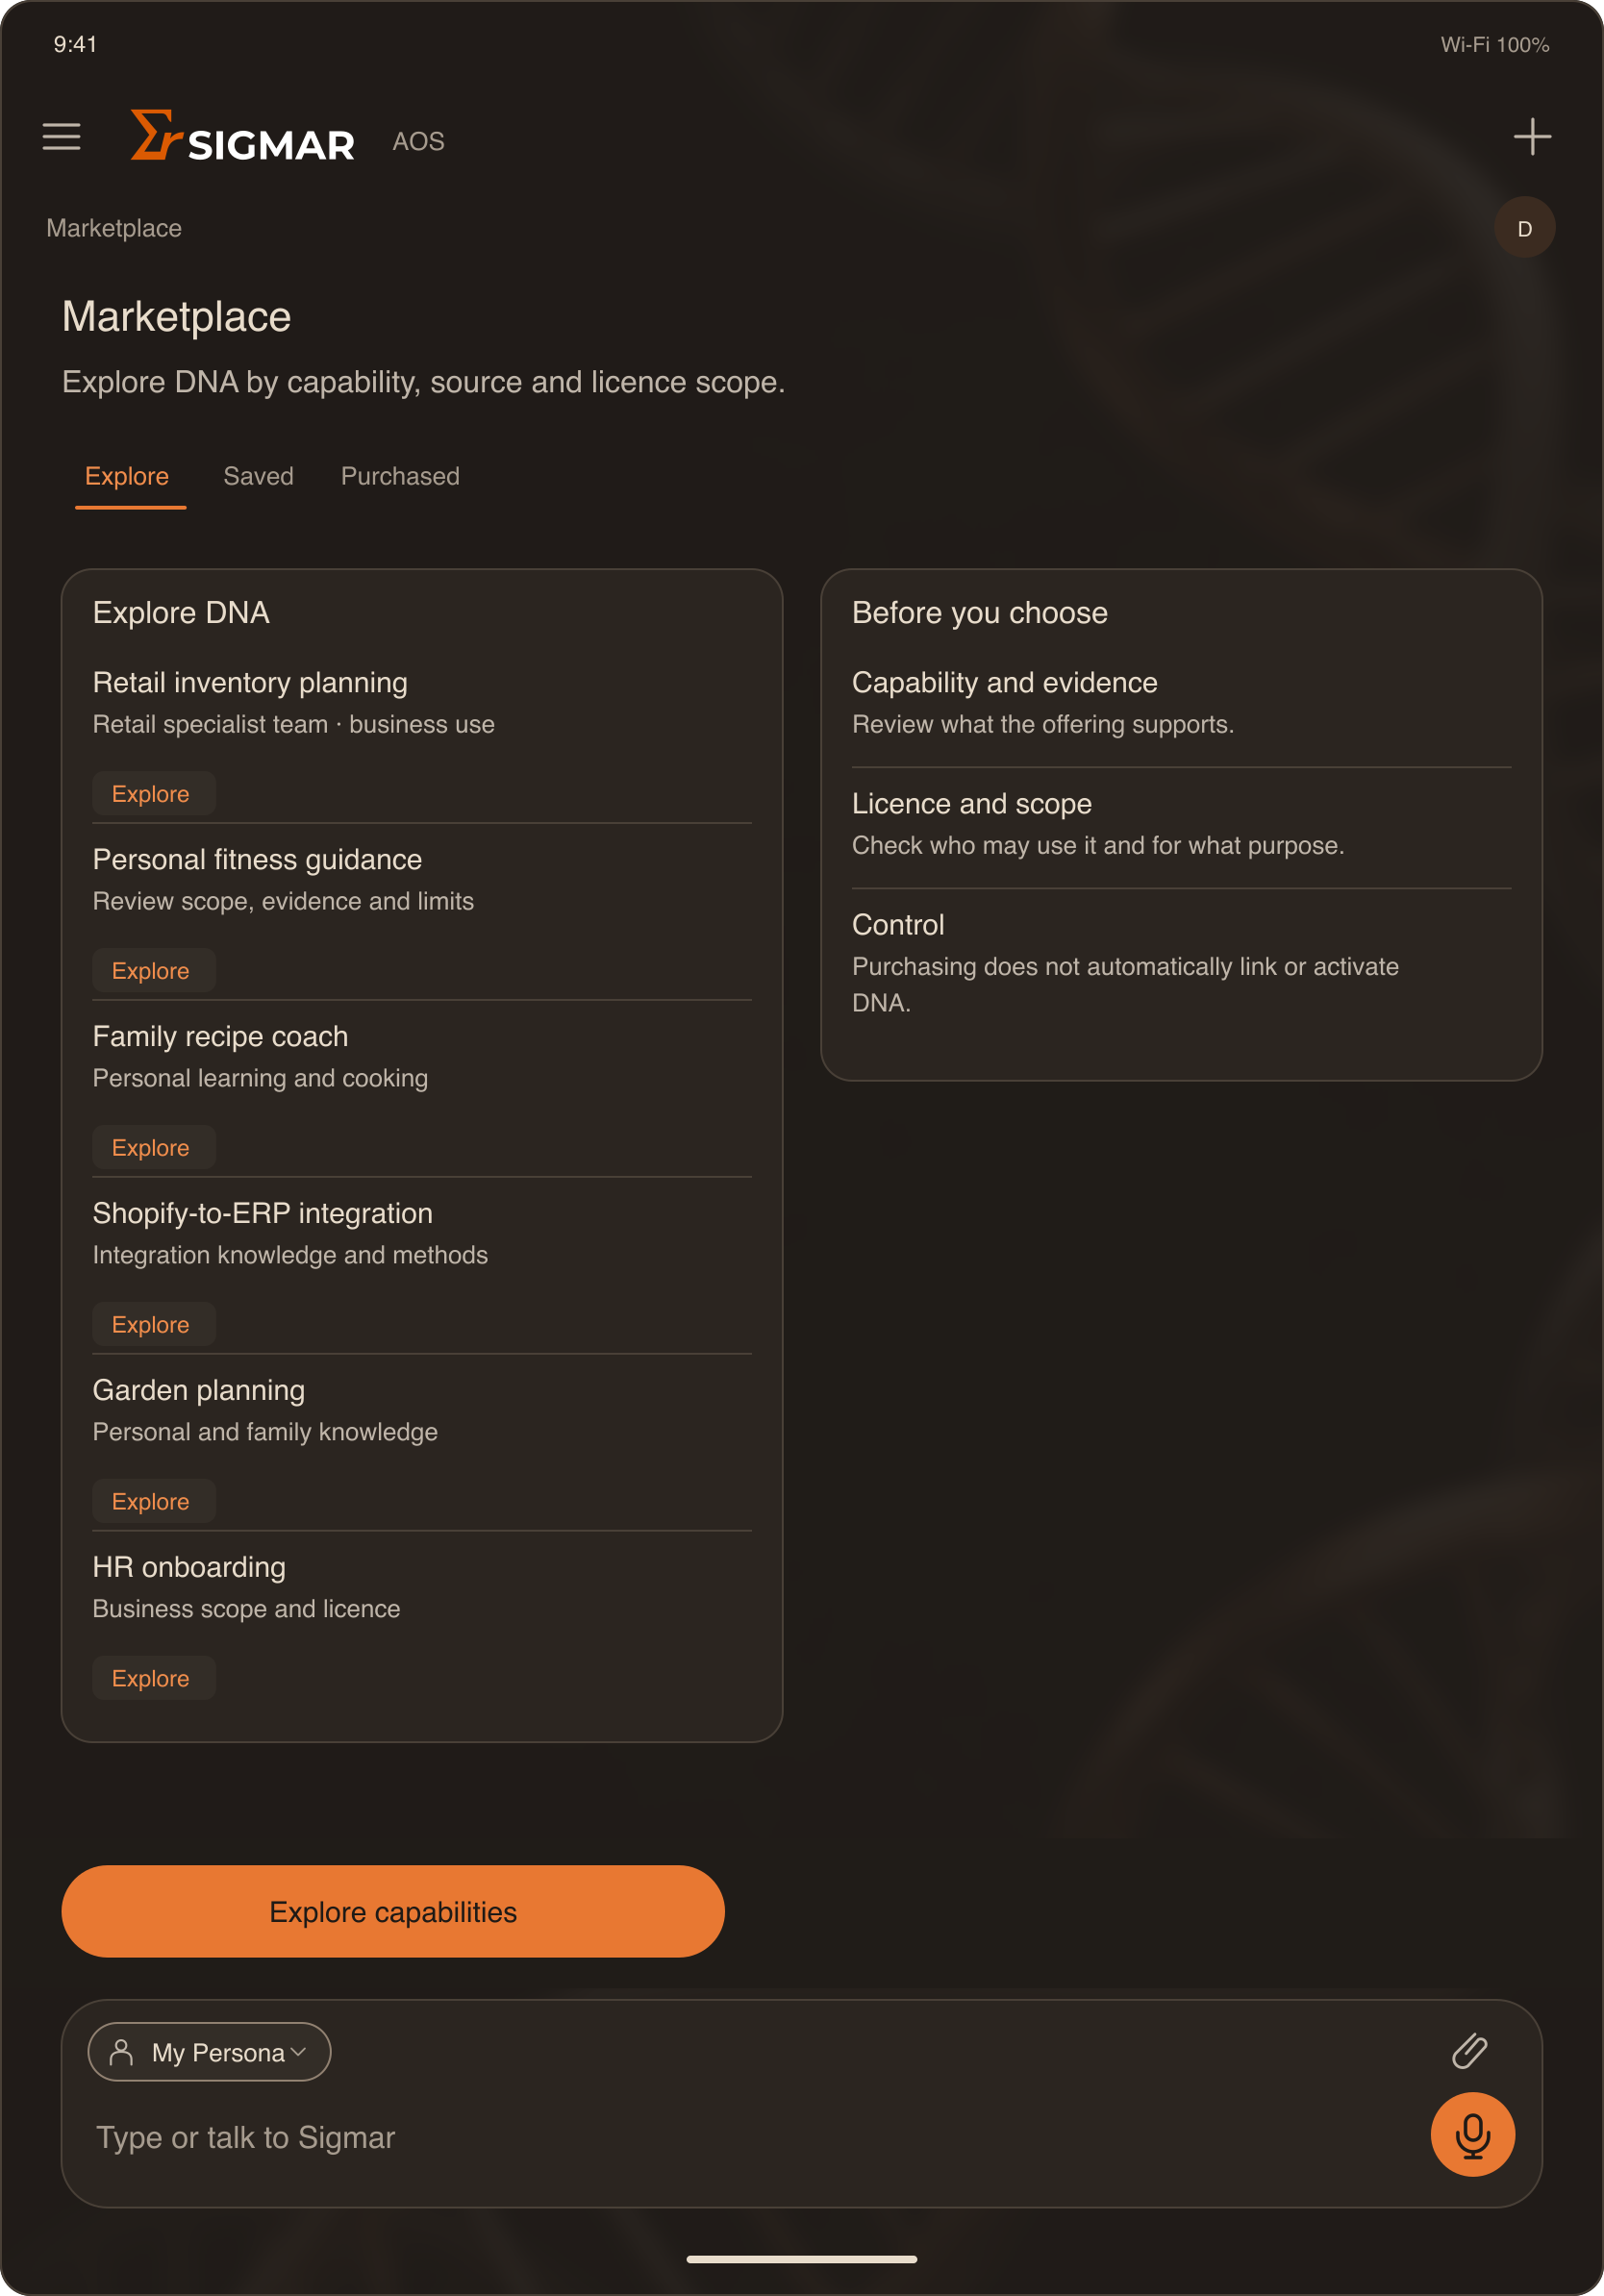 9:41
Wi-Fi 100%
Σr SIGMAR AOS
Marketplace
D
Marketplace
Explore DNA by capability, source and licence scope.
Explore Saved Purchased
Explore DNA
Retail inventory planning
Retail specialist team · business use
Explore
Personal fitness guidance
Review scope, evidence and limits
Explore
Family recipe coach
Personal learning and cooking
Explore
Shopify-to-ERP integration
Integration knowledge and methods
Explore
Garden planning
Personal and family knowledge
Explore
HR onboarding
Business scope and licence
Explore
Before you choose
Capability and evidence
Review what the offering supports.
Licence and scope
Check who may use it and for what purpose.
Control
Purchasing does not automatically link or activate
DNA.
Explore capabilities
My Persona
Type or talk to Sigmar